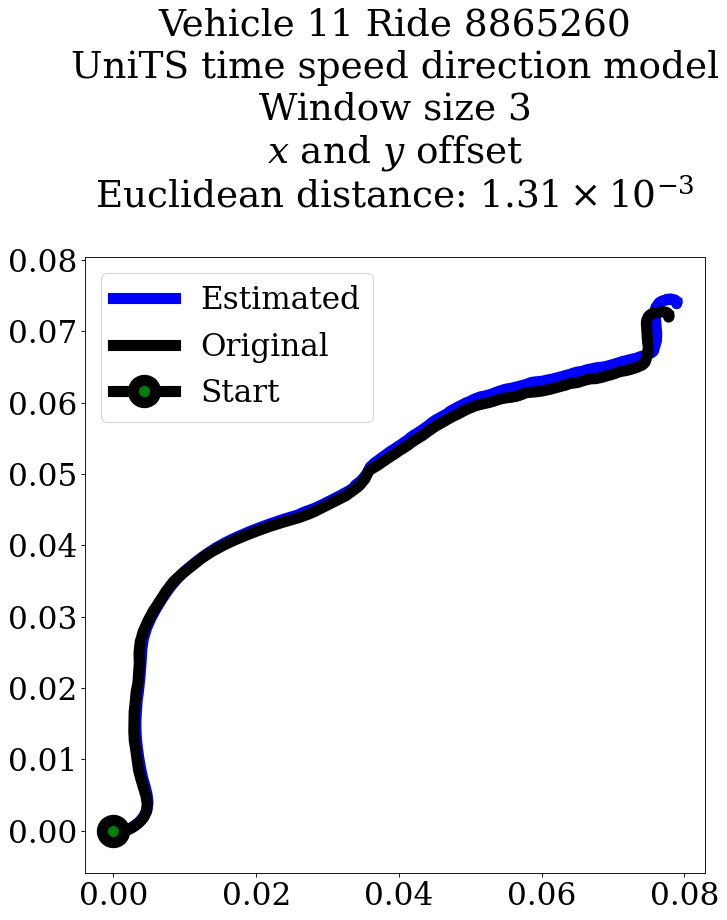 Vehicle 11 Ride 8865260
UniTS time speed direction model
Window size 3
x and y offset
Euclidean distance: 1.31 × 10⁻³
0.08
0.07
0.06
0.05
0.04
0.03
0.02
0.01
0.00
Estimated
Original
Start
0.00 0.02 0.04 0.06 0.08